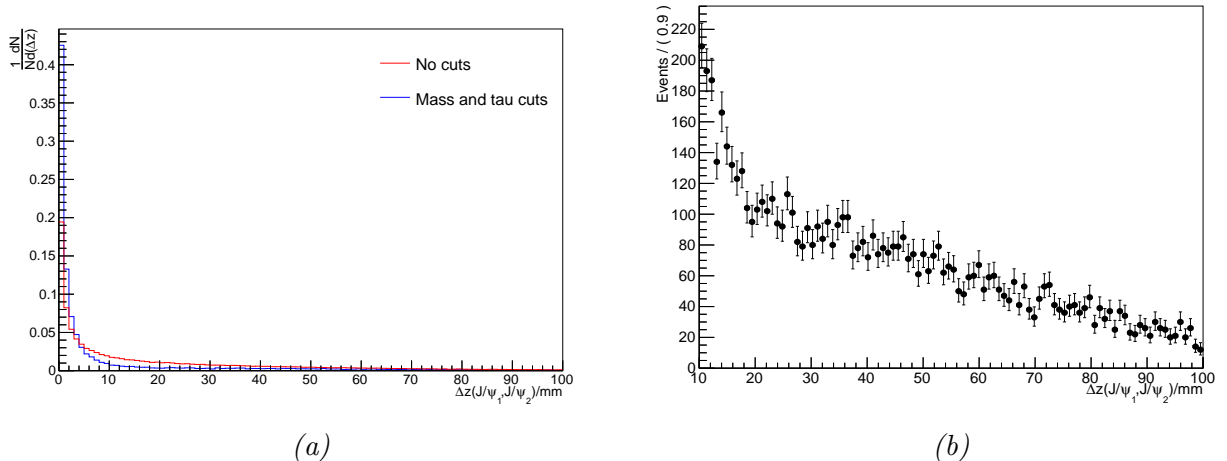 1 dN
Nd(Δz)
0.4
0.35
0.3
0.25
0.2
0.15
0.1
0.05
0
No cuts
Mass and tau cuts
0 10 20 30 40 50 60 70 80 90 100
Δz(J/ψ₁,J/ψ₂)/mm
(a)
Events / ( 0.9 )
220
200
180
160
140
120
100
80
60
40
20
0
10 20 30 40 50 60 70 80 90 100
Δz(J/ψ₁,J/ψ₂)/mm
(b)